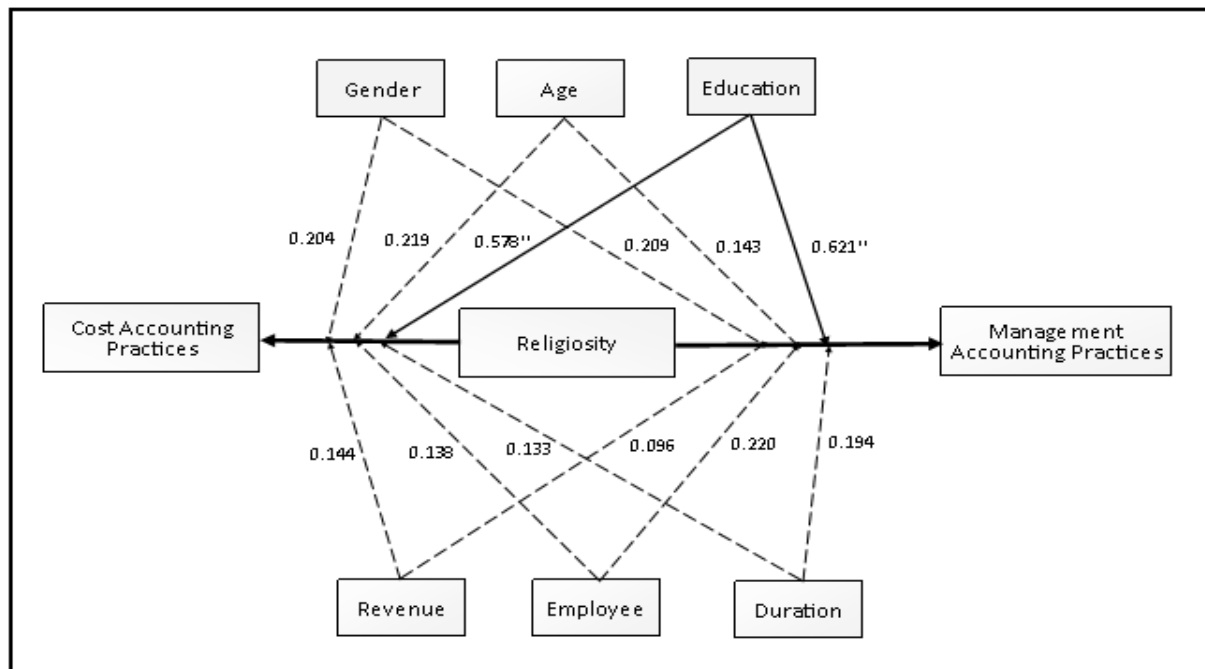 Gender
Age
Education
0.204
0.219
0.578''
0.209
0.143
0.621''
Cost Accounting
Practices
Religiosity
Management
Accounting Practices
0.144
0.138
0.133
0.096
0.220
0.194
Revenue
Employee
Duration